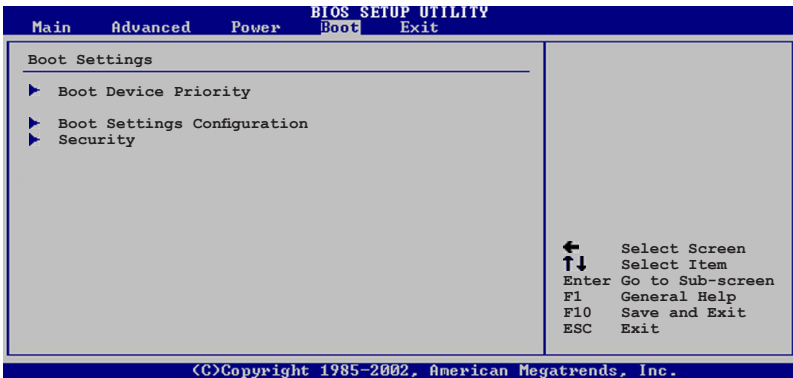 BIOS SETUP UTILITY
Main Advanced Power Boot Exit
Boot Settings
Boot Device Priority
Boot Settings Configuration
Security
← Select Screen
↑↓ Select Item
Enter Go to Sub-screen
F1 General Help
F10 Save and Exit
ESC Exit
(C)Copyright 1985-2002, American Megatrends, Inc.